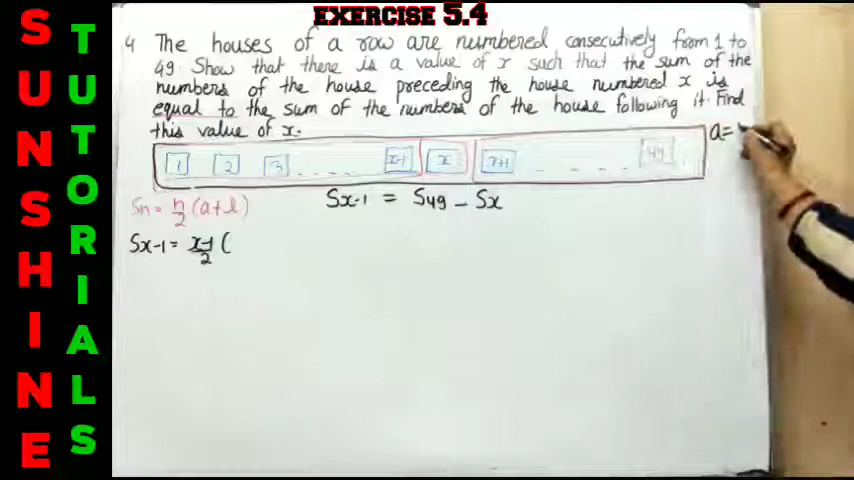 EXERCISE 5.4
SUNSHINE
TUTORIALS
4 The houses of a row are numbered consecutively from 1 to
49. Show that there is a value of x such that the sum of the
numbers of the house preceding the house numbered x is
equal to the sum of the numbers of the house following it. Find
this value of x.
1 2 3 .... x-1 x x+1 - - - - 49
a=
Sn = n/2 (a+l)
Sx-1 = S49 - Sx
Sx-1 = x-1/2 (